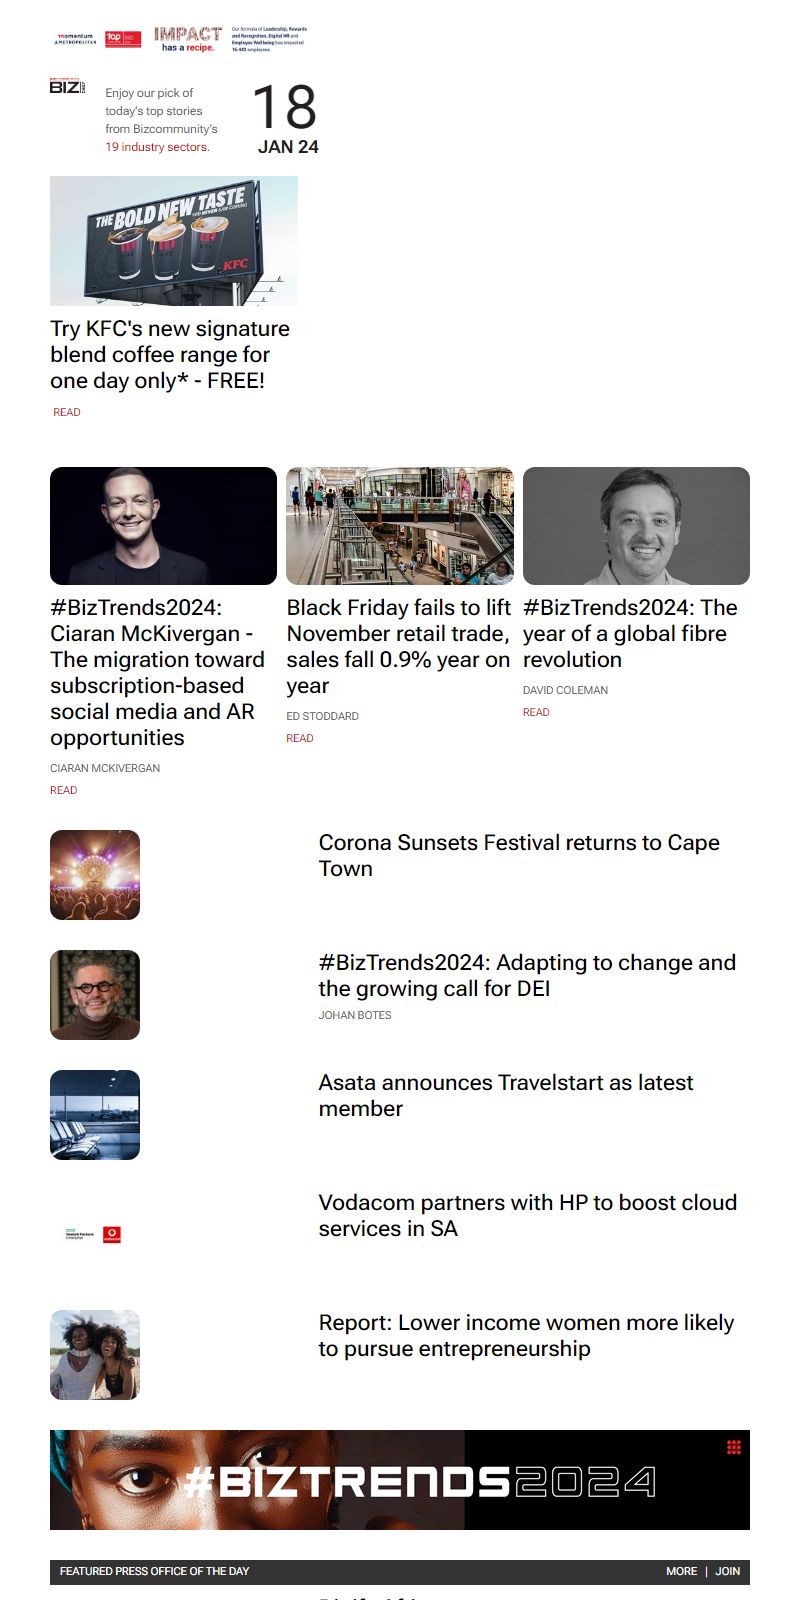 momentum
METROPOLITAN
top
IMPACT
has a recipe.
Our formula of Leadership, Rewards
and Recognition, Digital HR and
Employee Wellbeing has impacted
16 442 employees.
BIZ
Enjoy our pick of
today's top stories
from Bizcommunity's
19 industry sectors.
18
JAN 24
THE BOLD NEW TASTE
YOU NEVER SAW COMING
KFC
Try KFC's new signature
blend coffee range for
one day only* - FREE!
READ
#BizTrends2024:
Ciaran McKivergan -
The migration toward
subscription-based
social media and AR
opportunities
CIARAN MCKIVERGAN
READ
Black Friday fails to lift
November retail trade,
sales fall 0.9% year on
year
ED STODDARD
READ
#BizTrends2024: The
year of a global fibre
revolution
DAVID COLEMAN
READ
Corona Sunsets Festival returns to Cape
Town
#BizTrends2024: Adapting to change and
the growing call for DEI
JOHAN BOTES
Asata announces Travelstart as latest
member
Hewlett Packard
Enterprise
Vodacom partners with HP to boost cloud
services in SA
Report: Lower income women more likely
to pursue entrepreneurship
#BIZTRENDS2024
FEATURED PRESS OFFICE OF THE DAY
MORE | JOIN